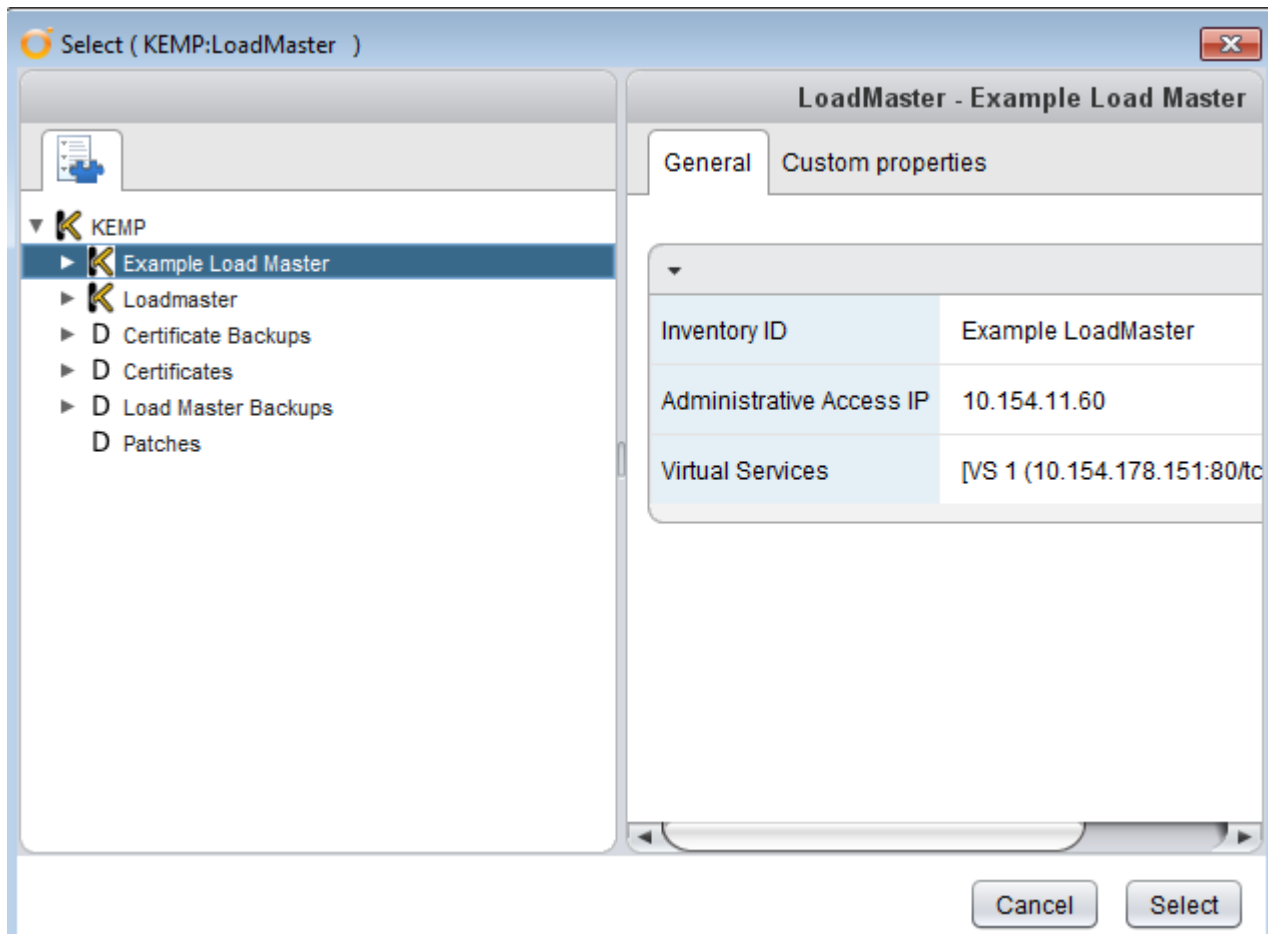 Select ( KEMP:LoadMaster )
LoadMaster - Example Load Master
General Custom properties
KEMP
Example Load Master
Loadmaster
D Certificate Backups
D Certificates
D Load Master Backups
D Patches
Inventory ID Example LoadMaster
Administrative Access IP 10.154.11.60
Virtual Services [VS 1 (10.154.178.151:80/tc
Cancel Select